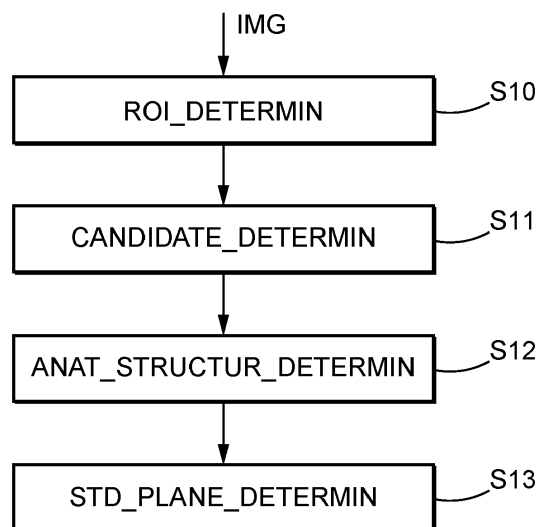 IMG
ROI_DETERMIN
S10
CANDIDATE_DETERMIN
S11
ANAT_STRUCTUR_DETERMIN
S12
STD_PLANE_DETERMIN
S13